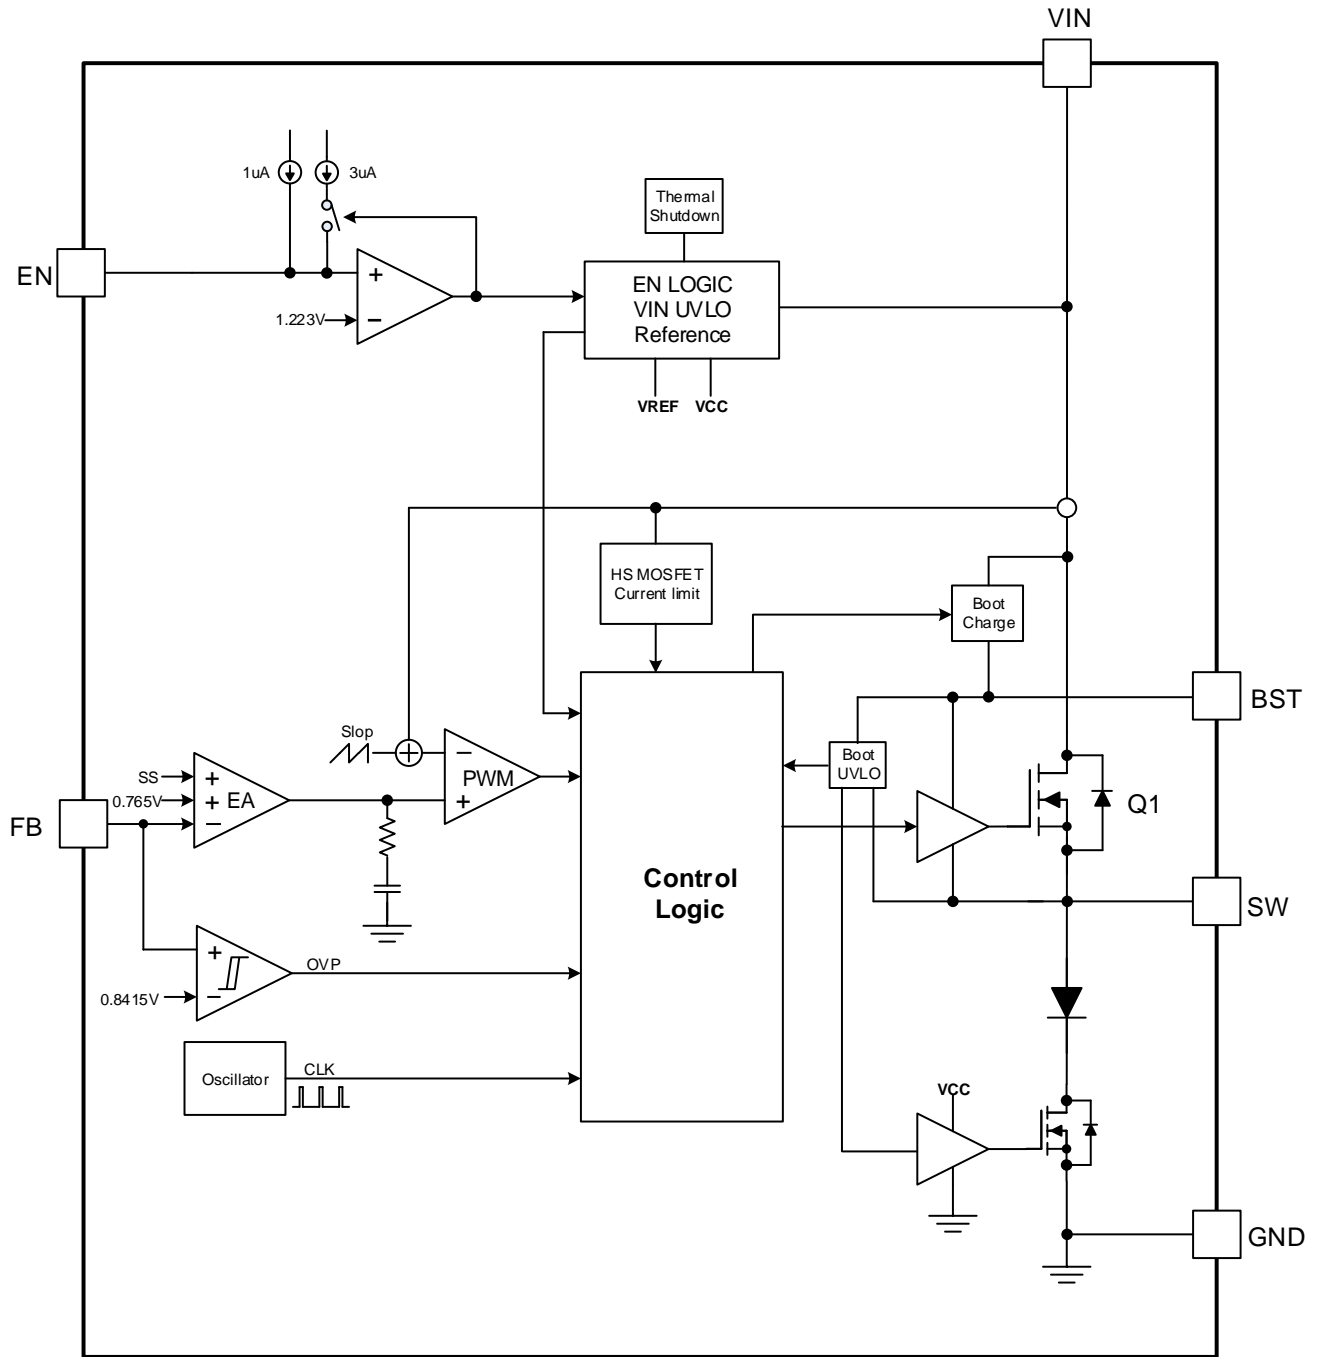 VIN
1uA
3uA
Thermal
Shutdown
EN
+
EN LOGIC
VIN UVLO
Reference
1.223V
−
VREF
VCC
HS MOSFET
Current limit
Boot
Charge
BST
Slop
+
−
PWM
+
Boot
UVLO
SS
+
0.765V
+
EA
−
FB
Q1
Control
Logic
SW
+
OVP
0.8415V
−
Oscillator
CLK
VCC
GND